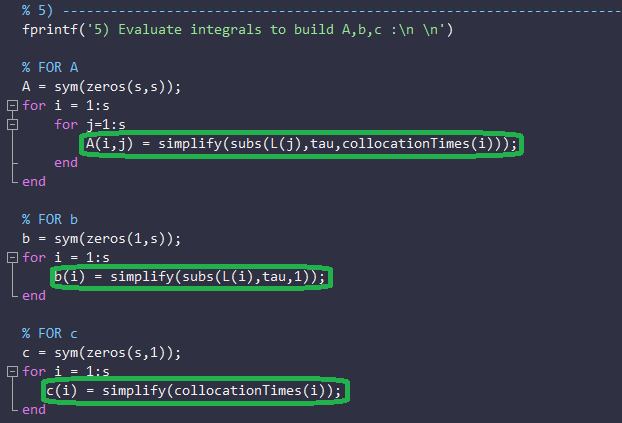 % 5) ----------------------------------------------------------------------
fprintf('5) Evaluate integrals to build A,b,c :\n \n')
% FOR A
A = sym(zeros(s,s));
for i = 1:s
for j=1:s
A(i,j) = simplify(subs(L(j),tau,collocationTimes(i)));
end
end
% FOR b
b = sym(zeros(1,s));
for i = 1:s
b(i) = simplify(subs(L(i),tau,1));
end
% FOR c
c = sym(zeros(s,1));
for i = 1:s
c(i) = simplify(collocationTimes(i));
end